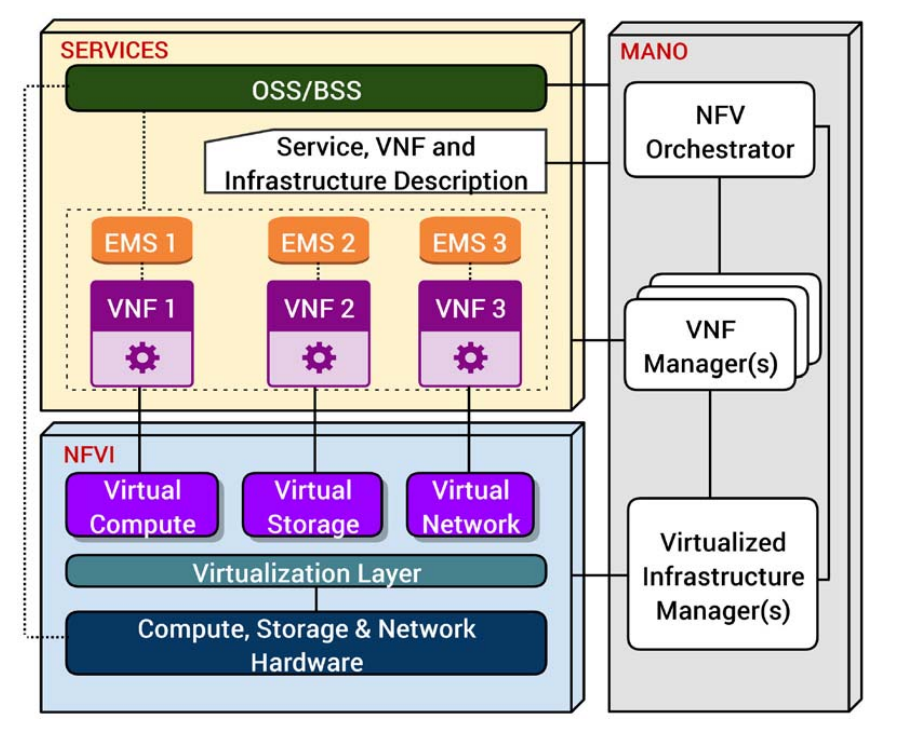 SERVICES
OSS/BSS
Service, VNF and
Infrastructure Description
EMS 1
EMS 2
EMS 3
VNF 1
VNF 2
VNF 3
NFVI
Virtual
Compute
Virtual
Storage
Virtual
Network
Virtualization Layer
Compute, Storage & Network
Hardware
MANO
NFV
Orchestrator
VNF
Manager(s)
Virtualized
Infrastructure
Manager(s)